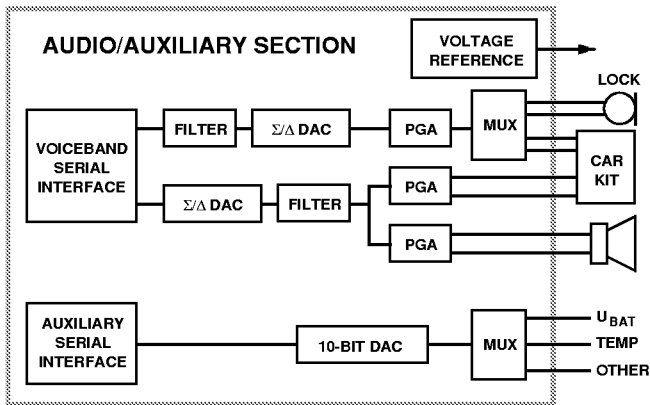 AUDIO/AUXILIARY SECTION
VOLTAGE
REFERENCE
LOCK
VOICEBAND
SERIAL
INTERFACE
FILTER
Σ/Δ DAC
PGA
MUX
CAR
KIT
Σ/Δ DAC
FILTER
PGA
PGA
AUXILIARY
SERIAL
INTERFACE
10-BIT DAC
MUX
UBAT
TEMP
OTHER